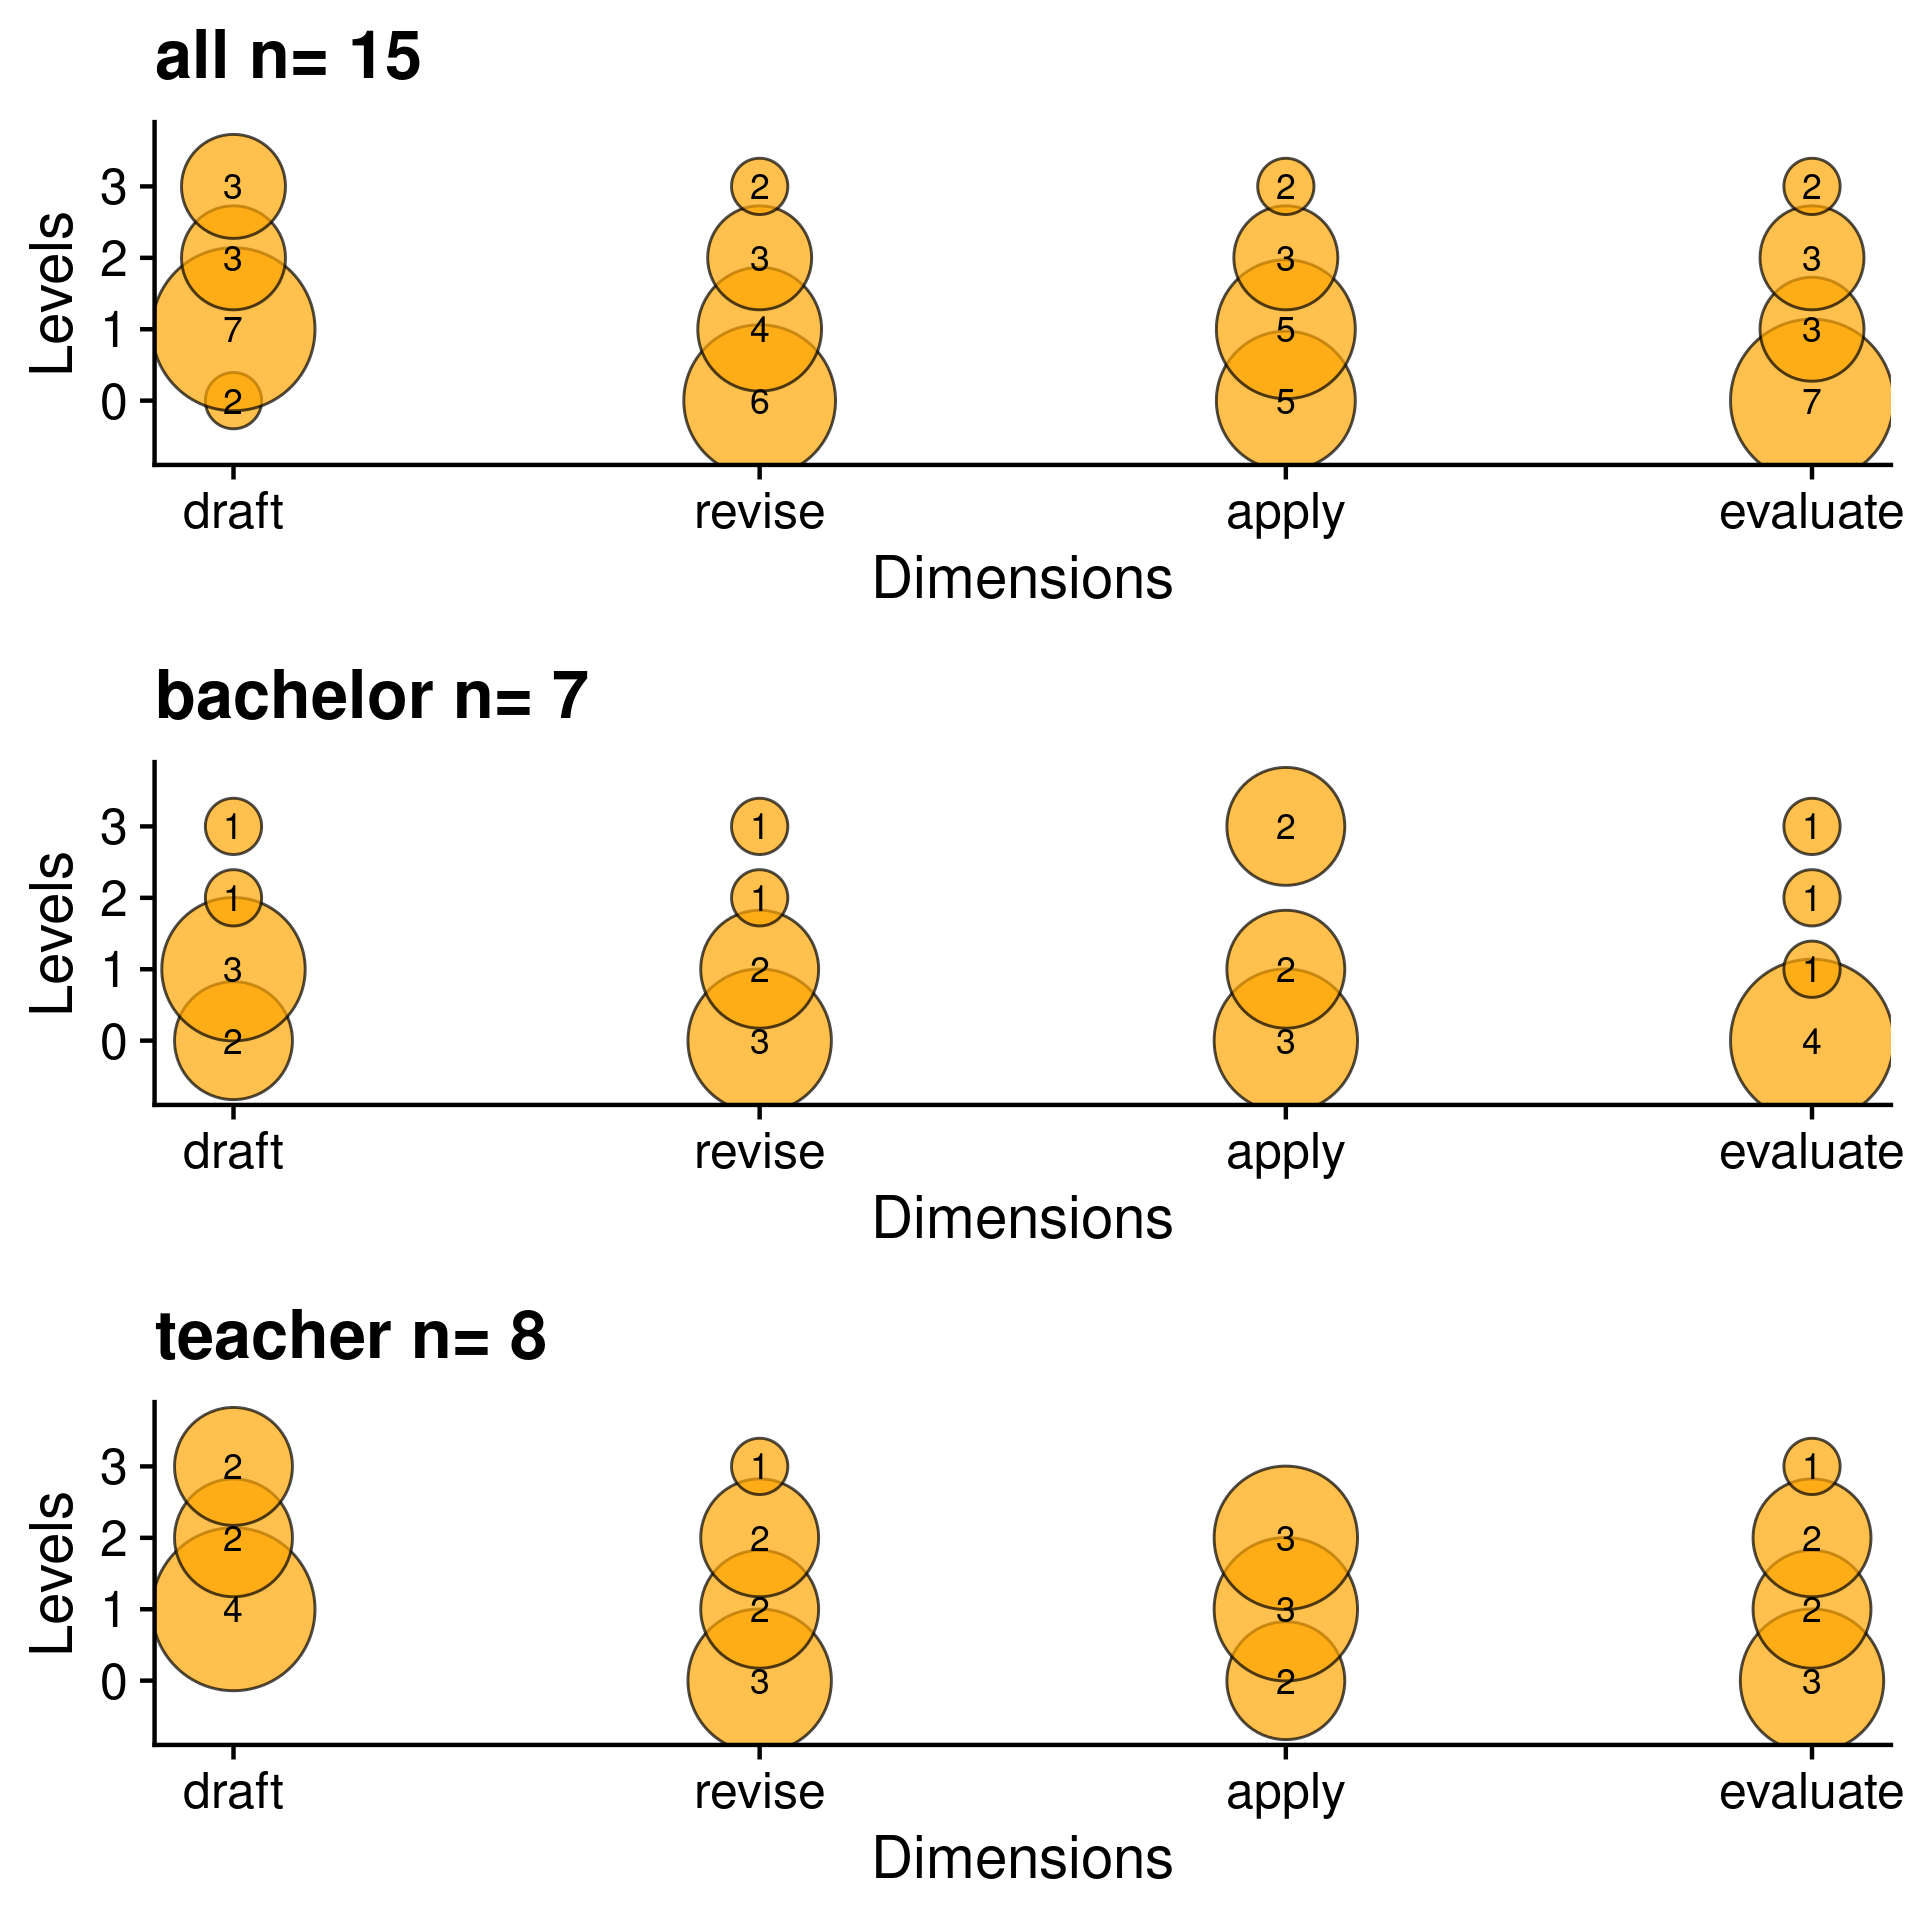 all n= 15
Levels
3 3 2 2 2
2 3 3 3 3
1 7 4 5 3
0 2 6 5 7
draft revise apply evaluate
Dimensions
bachelor n= 7
Levels
3 1 1 2 1
2 1 1 1
1 3 2 2 1
0 2 3 3 4
draft revise apply evaluate
Dimensions
teacher n= 8
Levels
3 2 1 1
2 2 2 3 2
1 4 2 3 2
0 3 2 3
draft revise apply evaluate
Dimensions